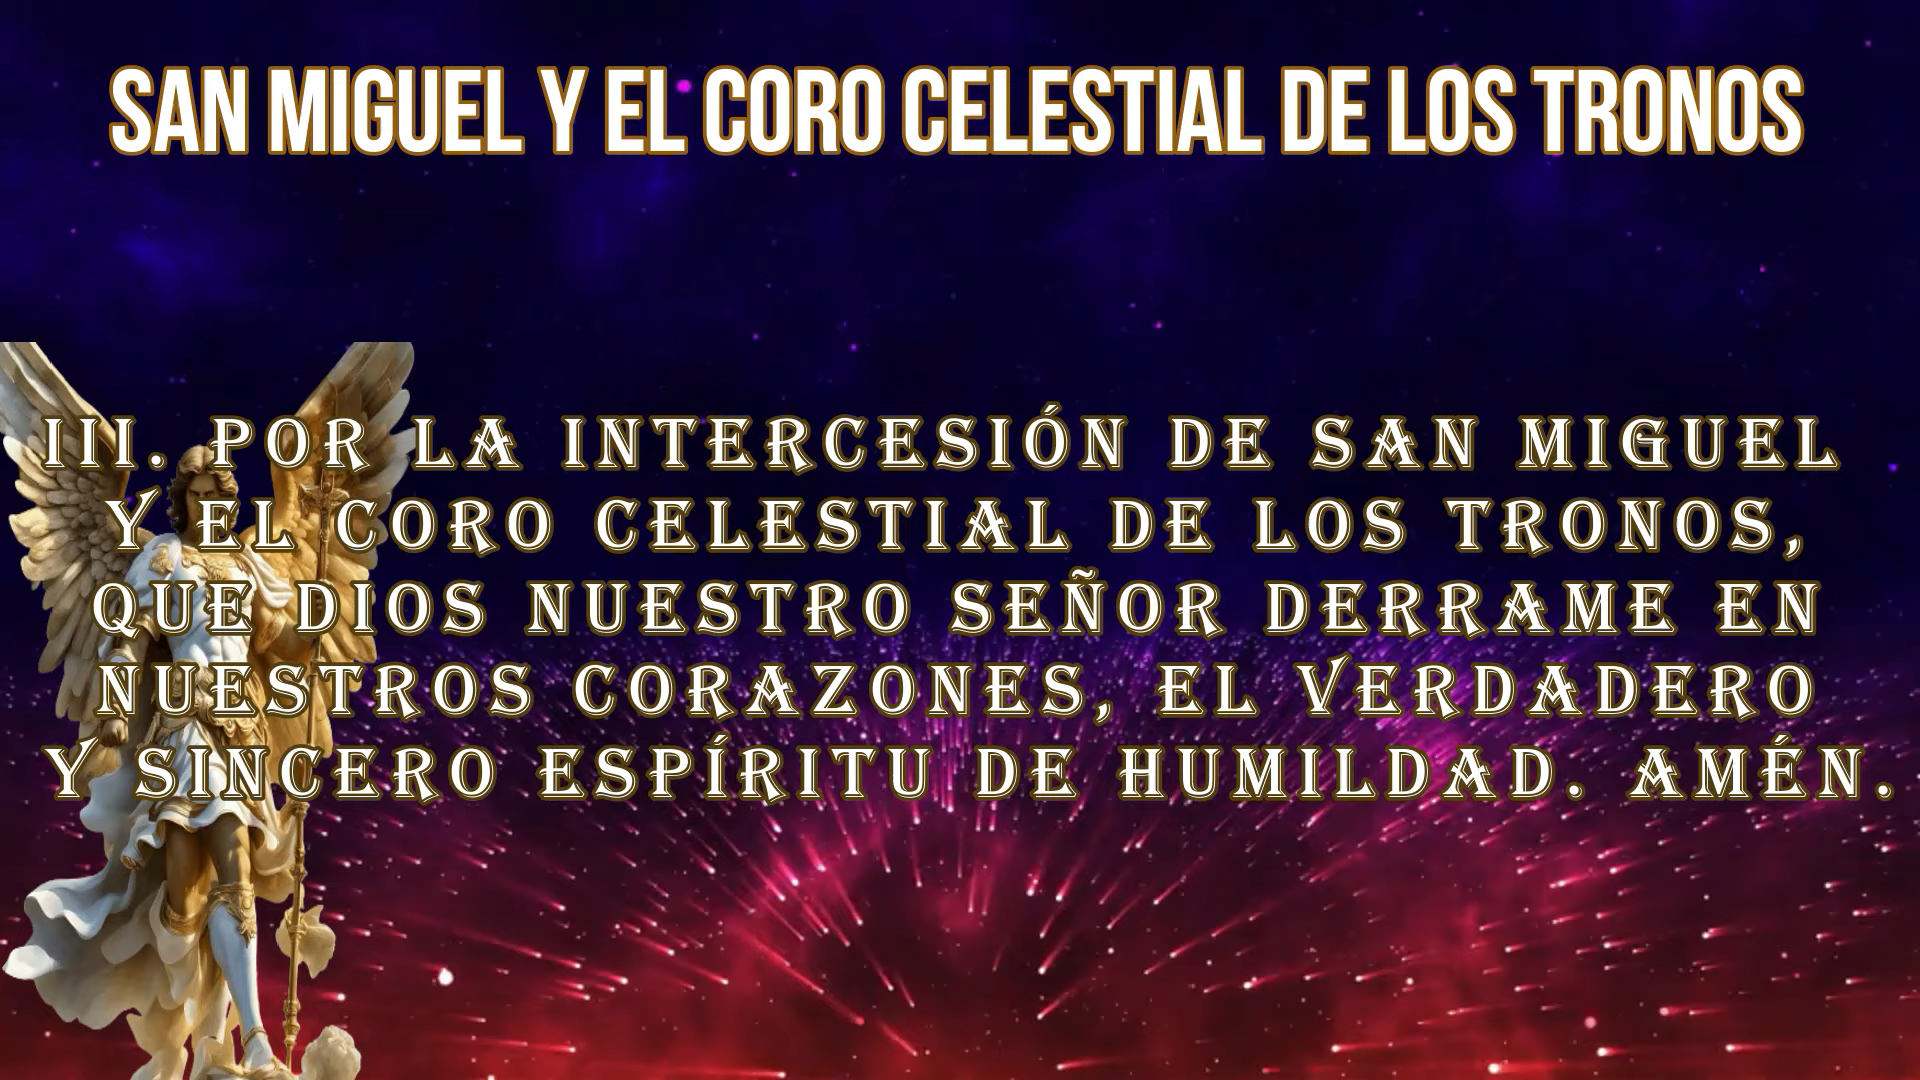 SAN MIGUEL Y EL CORO CELESTIAL DE LOS TRONOS
III. POR LA INTERCESIÓN DE SAN MIGUEL
Y EL CORO CELESTIAL DE LOS TRONOS,
QUE DIOS NUESTRO SEÑOR DERRAME EN
NUESTROS CORAZONES, EL VERDADERO
Y SINCERO ESPÍRITU DE HUMILDAD. AMÉN.